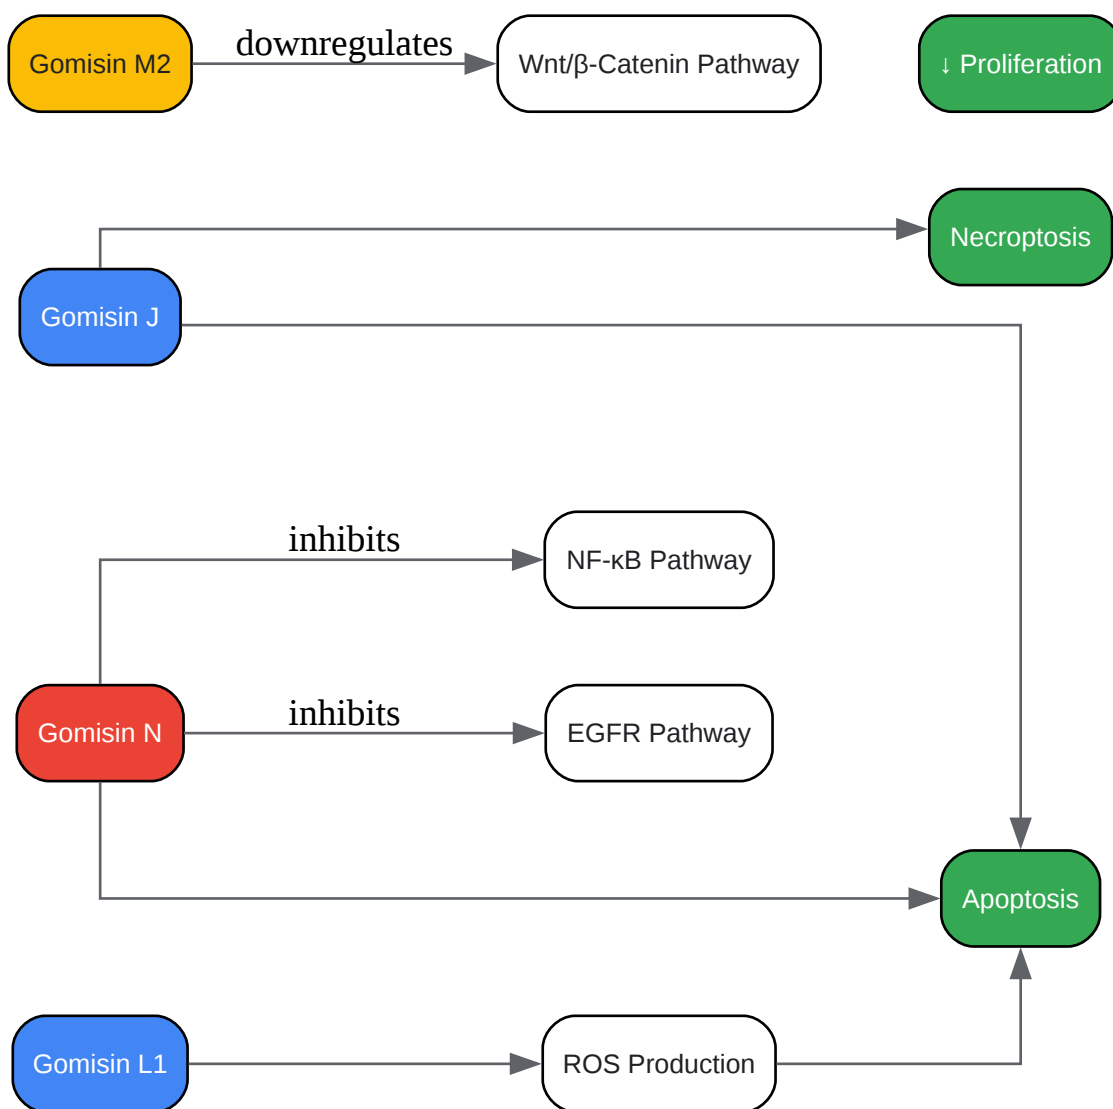 Gomisin M2
downregulates
Wnt/β-Catenin Pathway
↓ Proliferation
Necroptosis
Gomisin J
inhibits
NF-κB Pathway
Gomisin N
inhibits
EGFR Pathway
Apoptosis
Gomisin L1
ROS Production